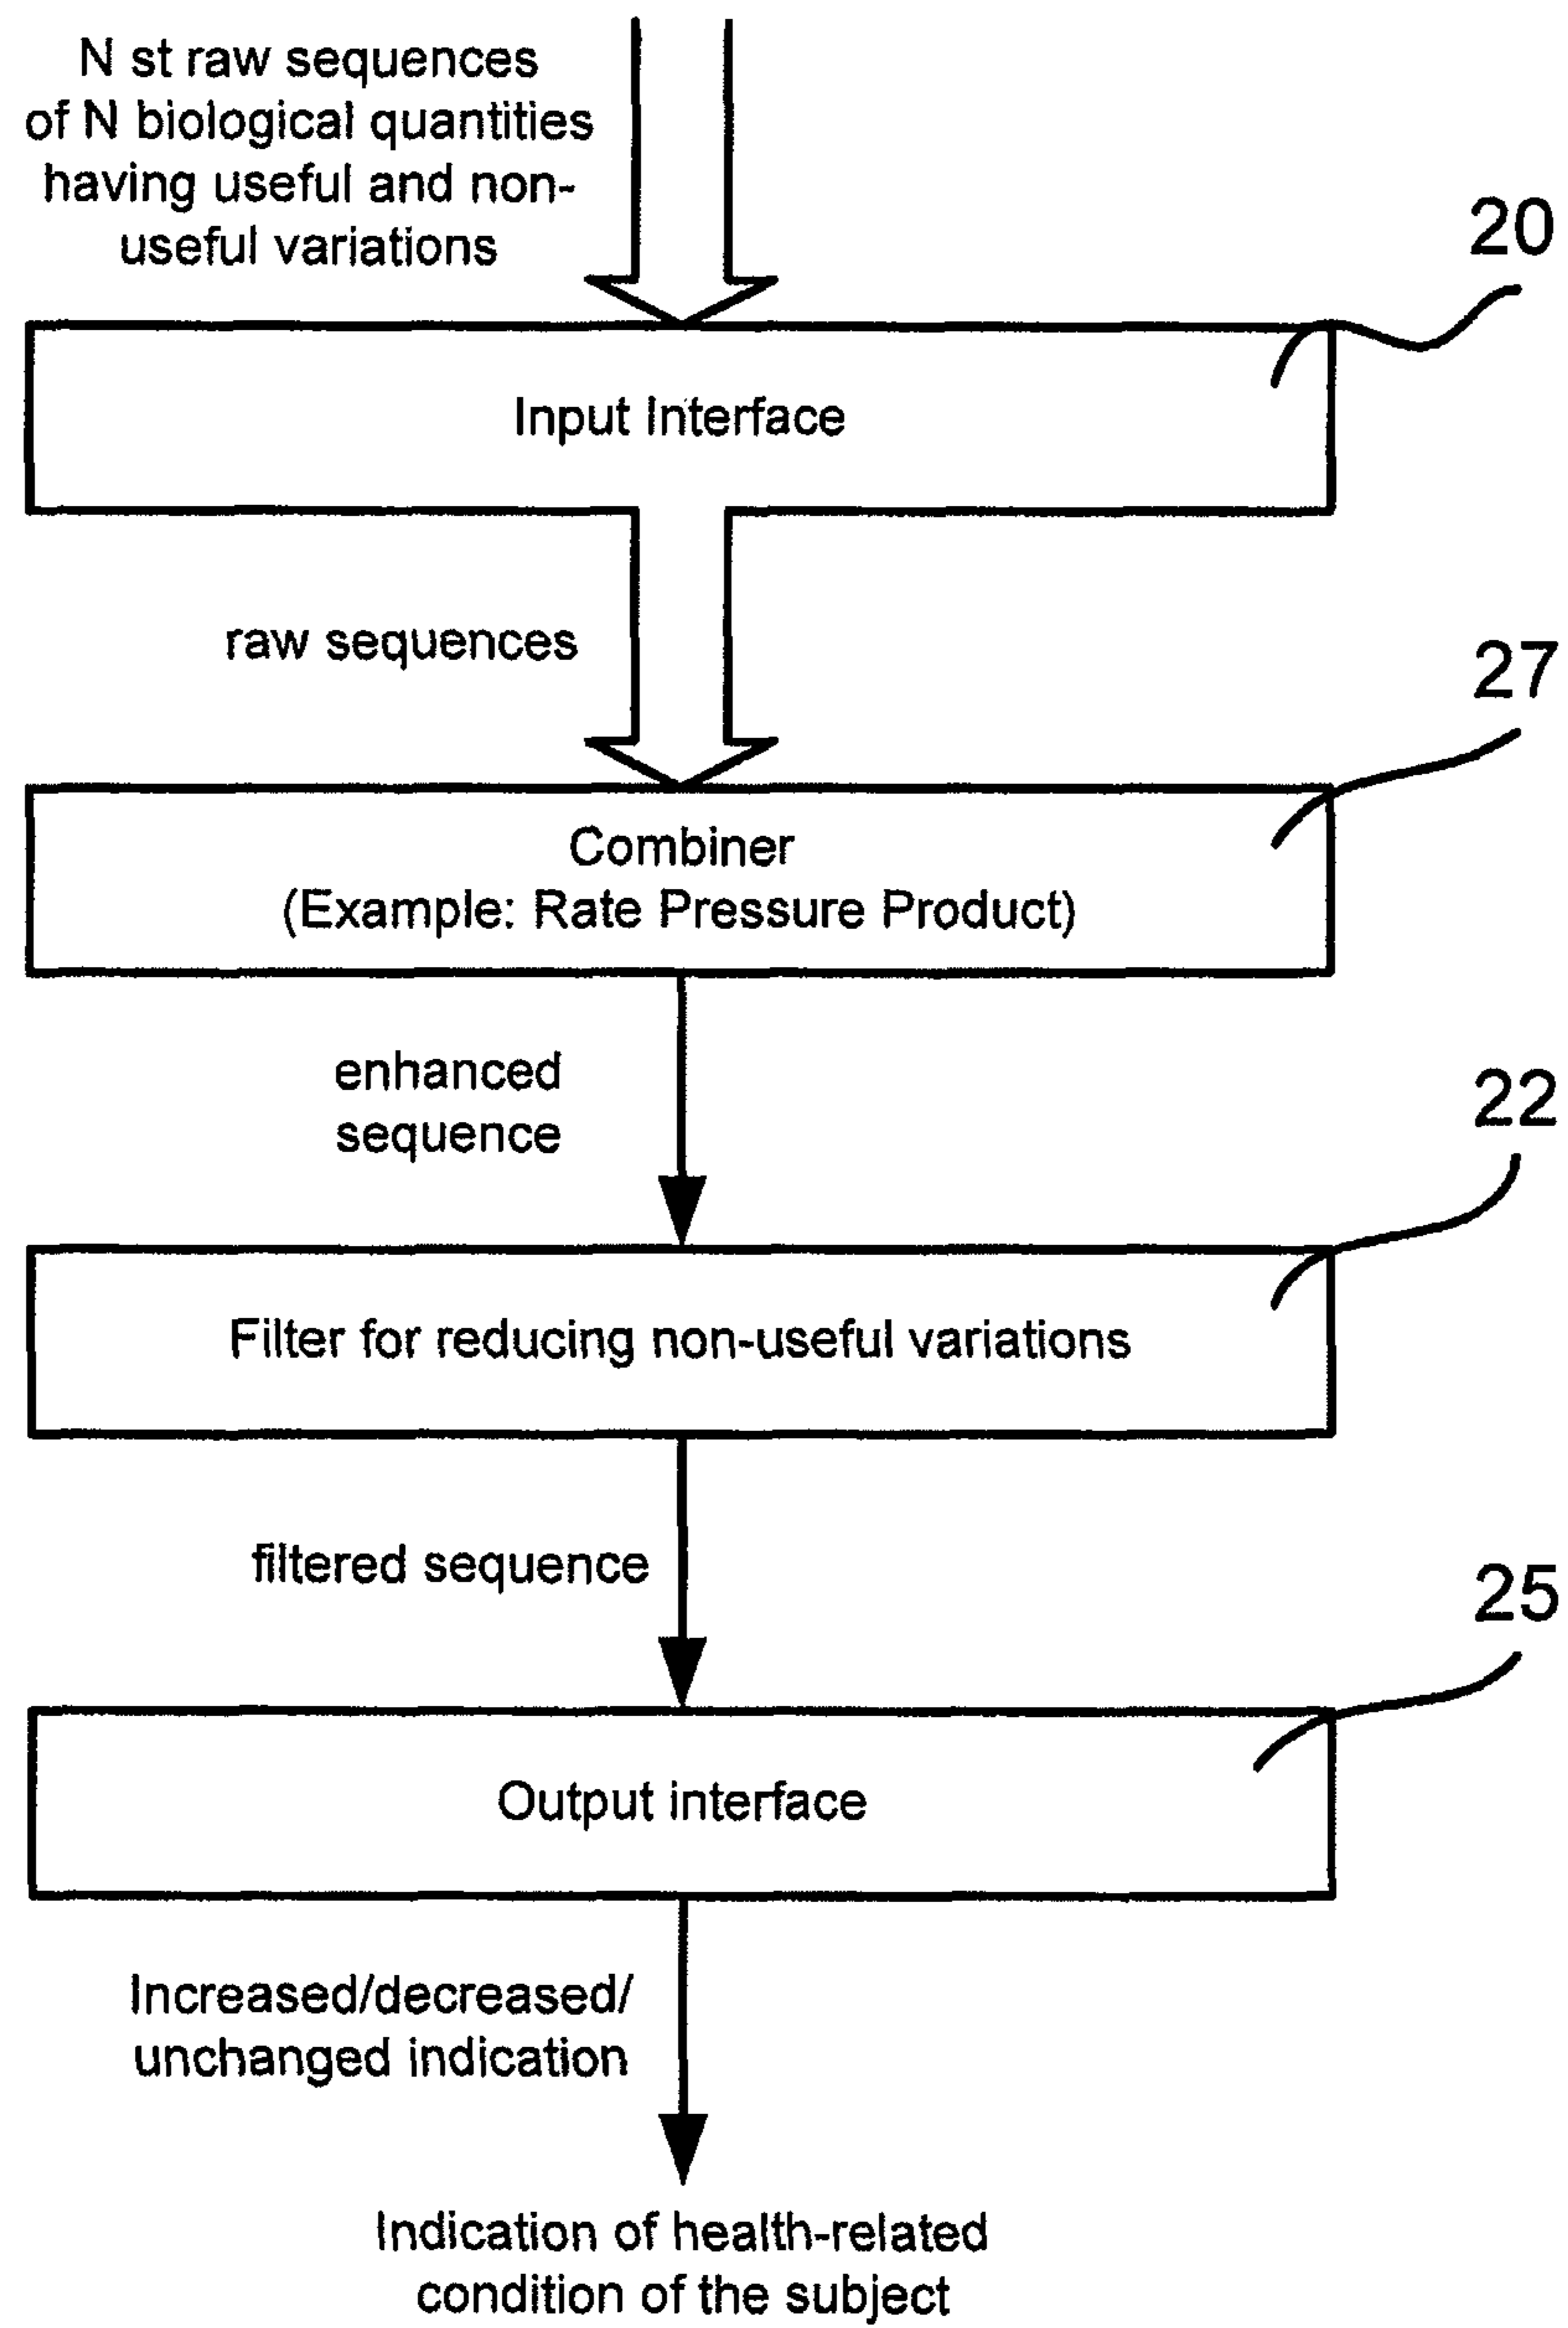 N st raw sequences
of N biological quantities
having useful and non-
useful variations
20
Input Interface
raw sequences
27
Combiner
(Example: Rate Pressure Product)
enhanced
sequence
22
Filter for reducing non-useful variations
filtered sequence
25
Output interface
Increased/decreased/
unchanged indication
Indication of health-related
condition of the subject